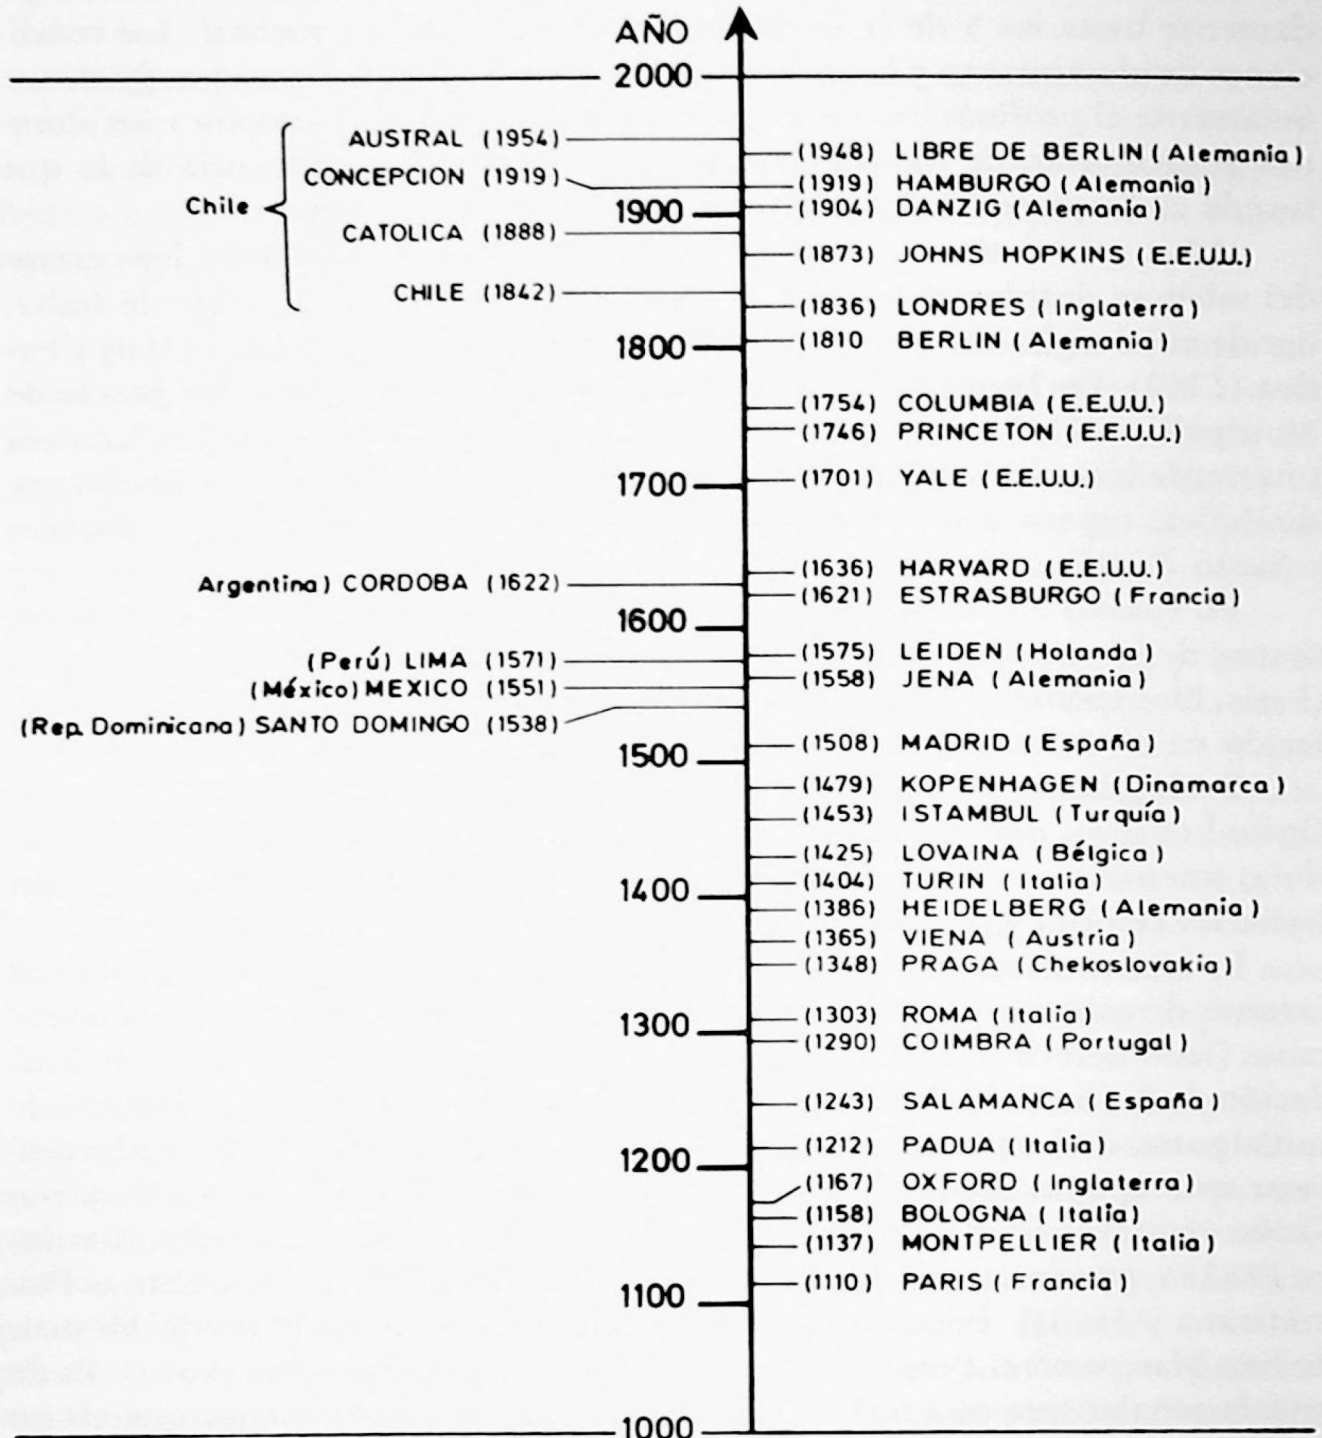 AÑO
2000
AUSTRAL (1954)
(1948) LIBRE DE BERLIN (Alemania)
CONCEPCION (1919)
(1919) HAMBURGO (Alemania)
Chile
1900
(1904) DANZIG (Alemania)
CATOLICA (1888)
(1873) JOHNS HOPKINS (E.E.U.U.)
CHILE (1842)
(1836) LONDRES (Inglaterra)
1800
(1810 BERLIN (Alemania)
(1754) COLUMBIA (E.E.U.U.)
(1746) PRINCETON (E.E.U.U.)
1700
(1701) YALE (E.E.U.U.)
(1636) HARVARD (E.E.U.U.)
Argentina) CORDOBA (1622)
(1621) ESTRASBURGO (Francia)
1600
(Perú) LIMA (1571)
(1575) LEIDEN (Holanda)
(México) MEXICO (1551)
(1558) JENA (Alemania)
(Rep. Dominicana) SANTO DOMINGO (1538)
1500
(1508) MADRID (España)
(1479) KOPENHAGEN (Dinamarca)
(1453) ISTAMBUL (Turquía)
(1425) LOVAINA (Bélgica)
1400
(1404) TURIN (Italia)
(1386) HEIDELBERG (Alemania)
(1365) VIENA (Austria)
(1348) PRAGA (Chekoslovakia)
1300
(1303) ROMA (Italia)
(1290) COIMBRA (Portugal)
(1243) SALAMANCA (España)
1200
(1212) PADUA (Italia)
(1167) OXFORD (Inglaterra)
(1158) BOLOGNA (Italia)
(1137) MONTPELLIER (Italia)
1100
(1110) PARIS (Francia)
1000